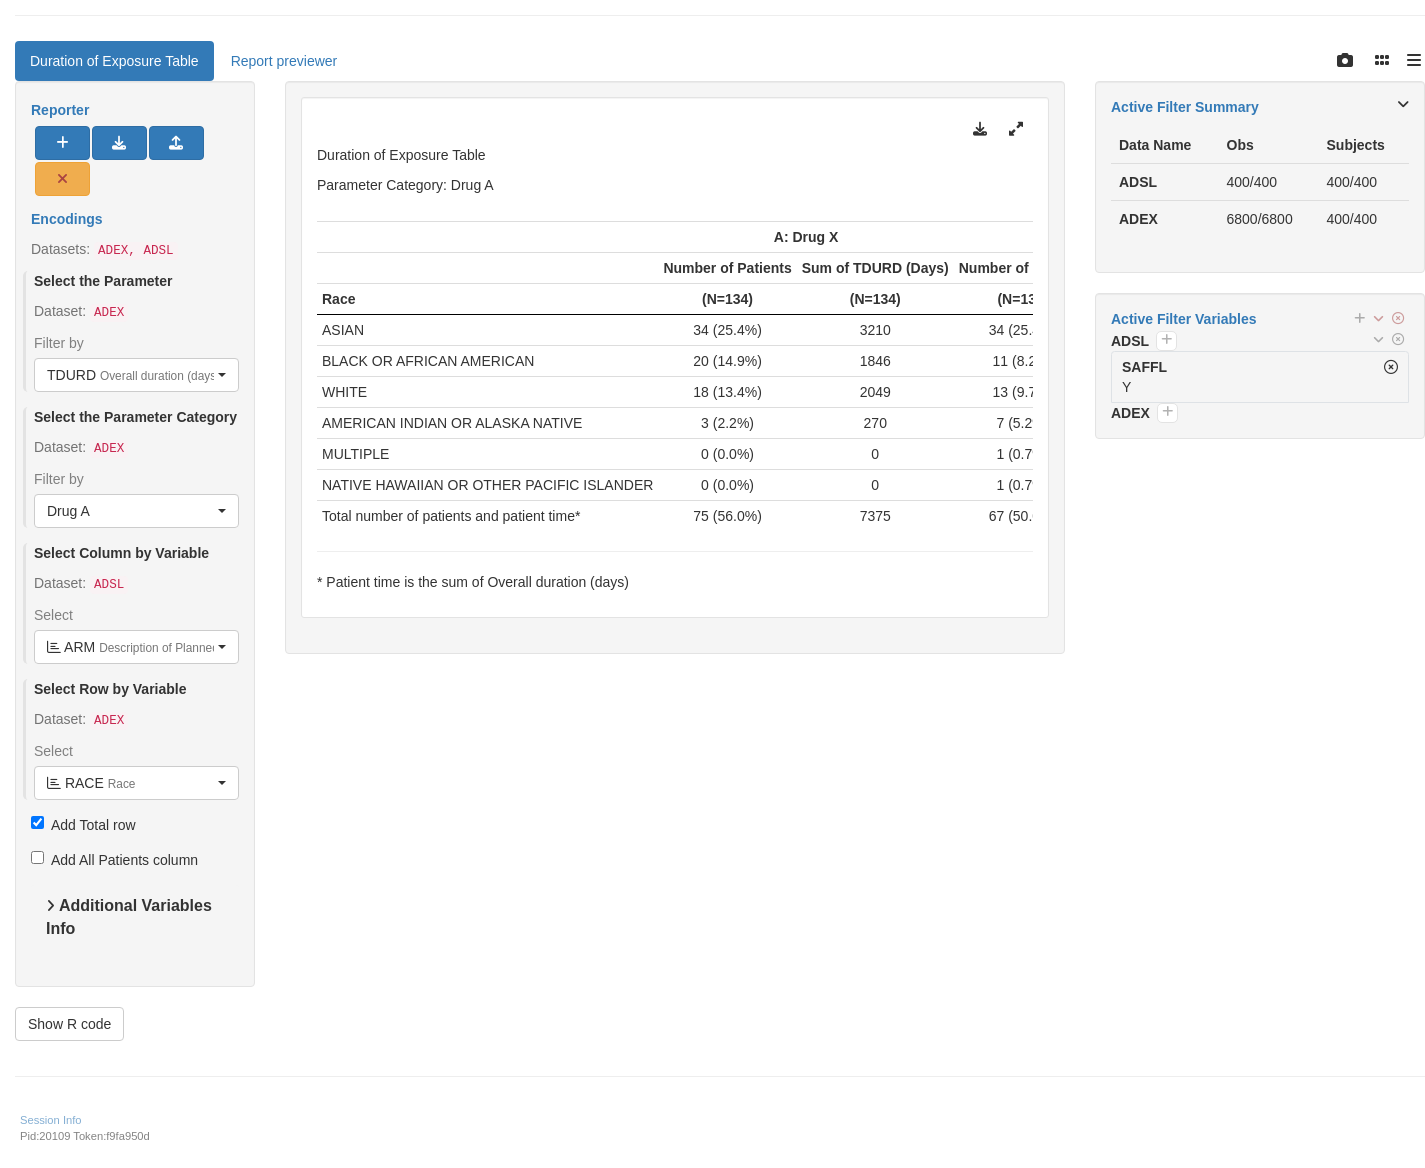 Duration of Exposure Table
Report previewer
Reporter
Encodings
Datasets: ADEX, ADSL
Select the Parameter
Dataset: ADEX
Filter by
TDURD Overall duration (days
Select the Parameter Category
Dataset: ADEX
Filter by
Drug A
Select Column by Variable
Dataset: ADSL
Select
ARM Description of Planned
Select Row by Variable
Dataset: ADEX
Select
RACE Race
Add Total row
Add All Patients column
Additional Variables
Info
Show R code
Duration of Exposure Table
Parameter Category: Drug A
A: Drug X
Number of Patients Sum of TDURD (Days) Number of
Race (N=134) (N=134) (N=13
ASIAN 34 (25.4%) 3210 34 (25.
BLACK OR AFRICAN AMERICAN 20 (14.9%) 1846 11 (8.2
WHITE 18 (13.4%) 2049 13 (9.7
AMERICAN INDIAN OR ALASKA NATIVE 3 (2.2%) 270 7 (5.2
MULTIPLE 0 (0.0%) 0 1 (0.7
NATIVE HAWAIIAN OR OTHER PACIFIC ISLANDER 0 (0.0%) 0 1 (0.7
Total number of patients and patient time* 75 (56.0%) 7375 67 (50.
* Patient time is the sum of Overall duration (days)
Active Filter Summary
Data Name Obs Subjects
ADSL 400/400 400/400
ADEX 6800/6800 400/400
Active Filter Variables
ADSL
SAFFL
Y
ADEX
Session Info
Pid:20109 Token:f9fa950d